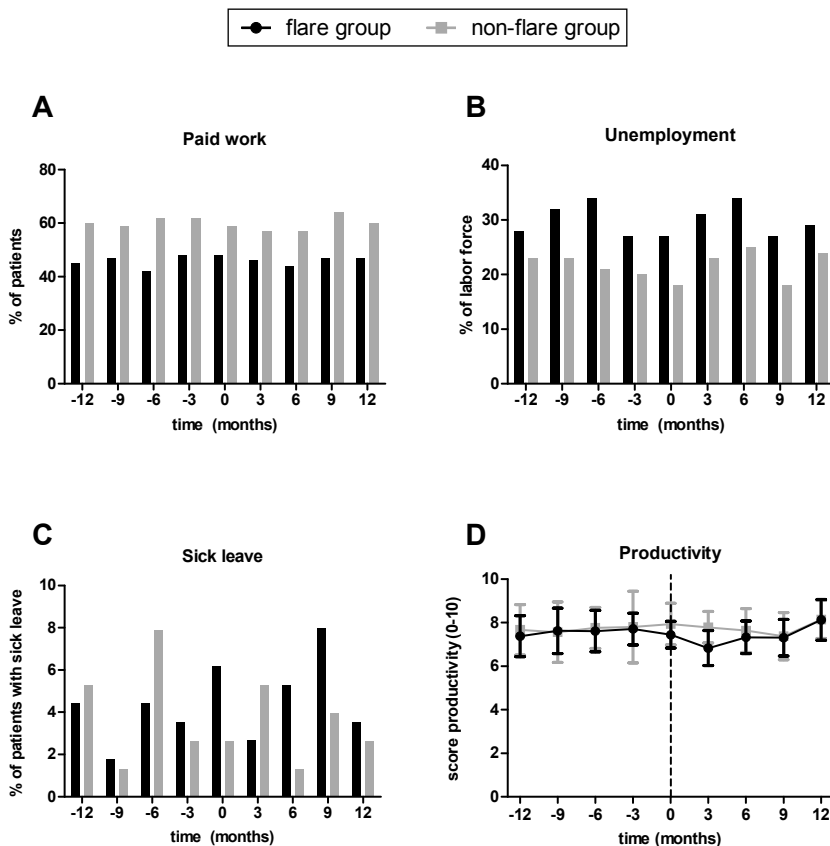 flare group non-flare group
A
Paid work
% of patients
80
60
40
20
0
-12 -9 -6 -3 0 3 6 9 12
time (months)
B
Unemployment
% of labor force
40
30
20
10
0
-12 -9 -6 -3 0 3 6 9 12
time (months)
C
Sick leave
% of patients with sick leave
10
8
6
4
2
0
-12 -9 -6 -3 0 3 6 9 12
time (months)
D
Productivity
score productivity (0-10)
10
8
6
4
2
0
-12 -9 -6 -3 0 3 6 9 12
time (months)